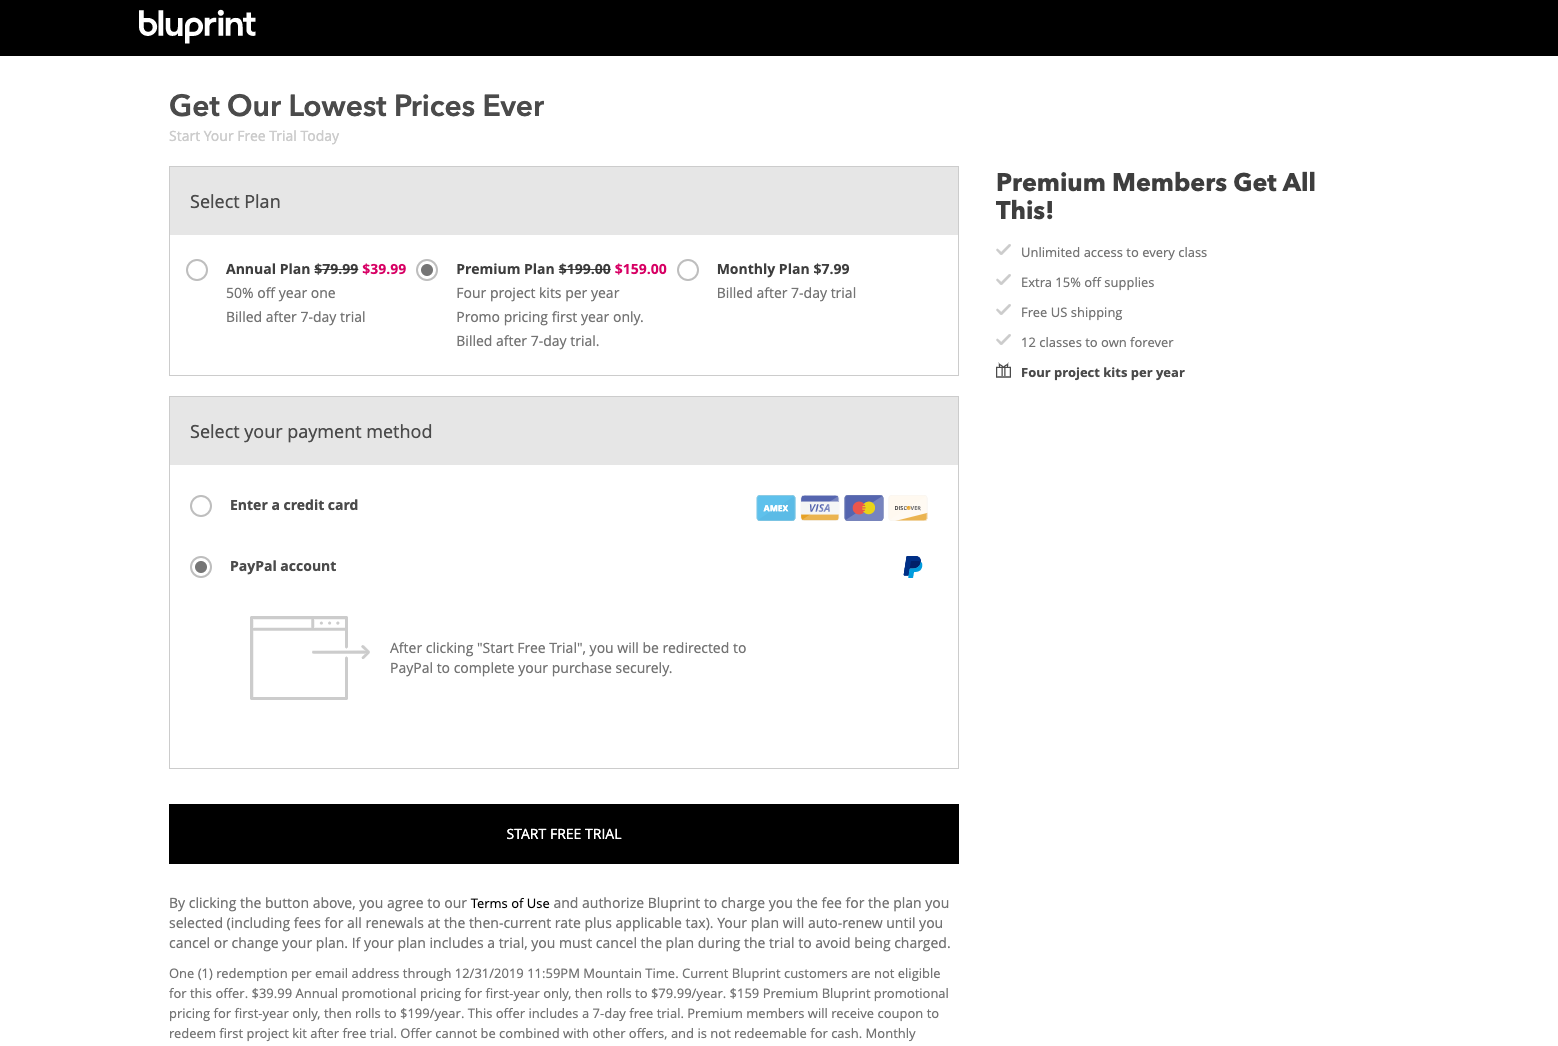 bluprint
Get Our Lowest Prices Ever
Start Your Free Trial Today
Select Plan
Annual Plan $79.99 $39.99
50% off year one
Billed after 7-day trial
Premium Plan $199.00 $159.00
Four project kits per year
Promo pricing first year only.
Billed after 7-day trial.
Monthly Plan $7.99
Billed after 7-day trial
Select your payment method
Enter a credit card
AMEX
VISA
DISCOVER
PayPal account
After clicking "Start Free Trial", you will be redirected to
PayPal to complete your purchase securely.
START FREE TRIAL
By clicking the button above, you agree to our Terms of Use and authorize Bluprint to charge you the fee for the plan you
selected (including fees for all renewals at the then-current rate plus applicable tax). Your plan will auto-renew until you
cancel or change your plan. If your plan includes a trial, you must cancel the plan during the trial to avoid being charged.
One (1) redemption per email address through 12/31/2019 11:59PM Mountain Time. Current Bluprint customers are not eligible
for this offer. $39.99 Annual promotional pricing for first-year only, then rolls to $79.99/year. $159 Premium Bluprint promotional
pricing for first-year only, then rolls to $199/year. This offer includes a 7-day free trial. Premium members will receive coupon to
redeem first project kit after free trial. Offer cannot be combined with other offers, and is not redeemable for cash. Monthly
Premium Members Get All
This!
Unlimited access to every class
Extra 15% off supplies
Free US shipping
12 classes to own forever
Four project kits per year